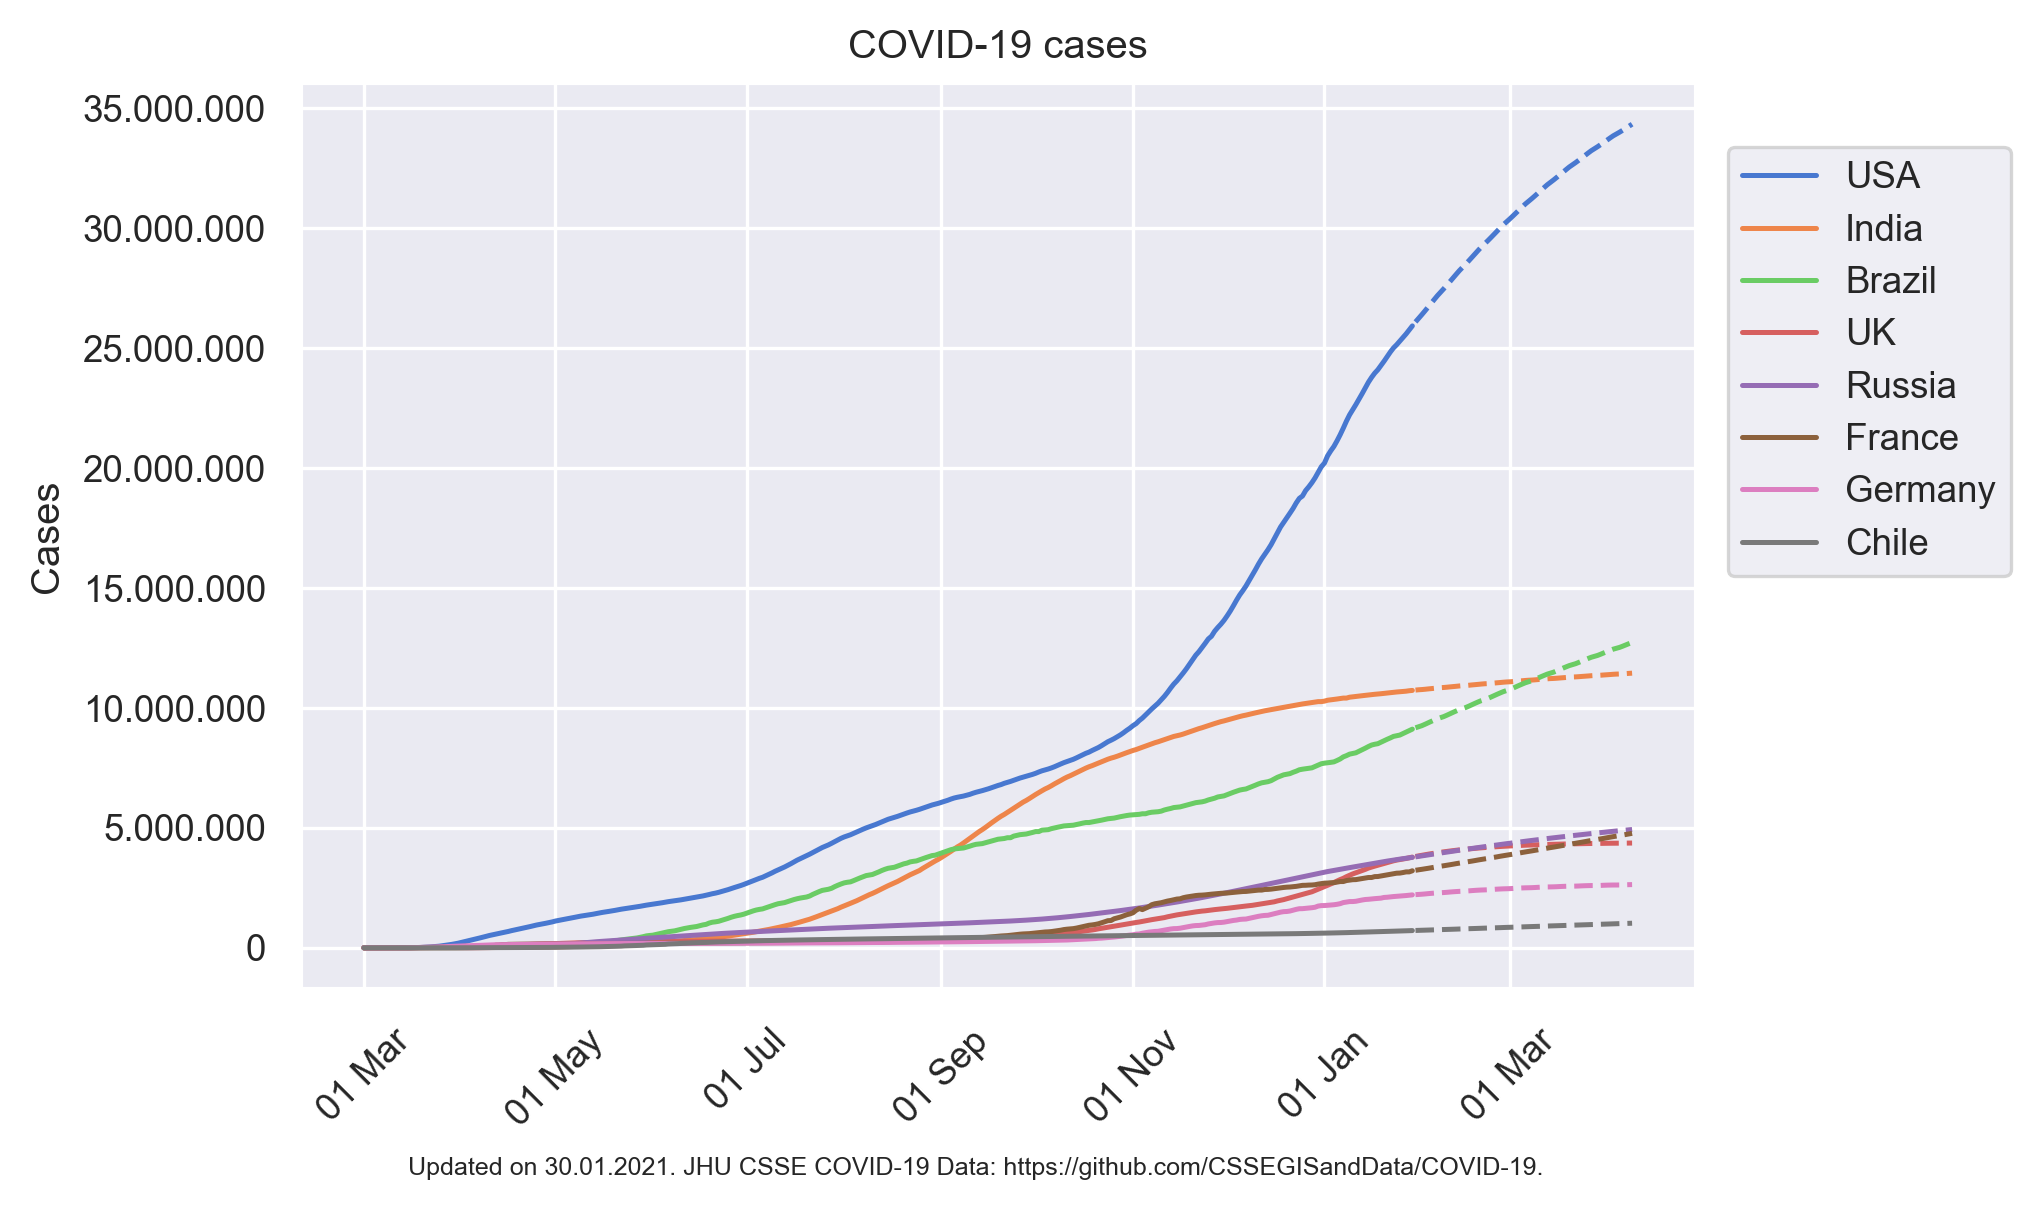 COVID-19 cases
35.000.000
30.000.000
25.000.000
20.000.000
15.000.000
10.000.000
5.000.000
0
Cases
01 Mar
01 May
01 Jul
01 Sep
01 Nov
01 Jan
01 Mar
USA
India
Brazil
UK
Russia
France
Germany
Chile
Updated on 30.01.2021. JHU CSSE COVID-19 Data: https://github.com/CSSEGISandData/COVID-19.